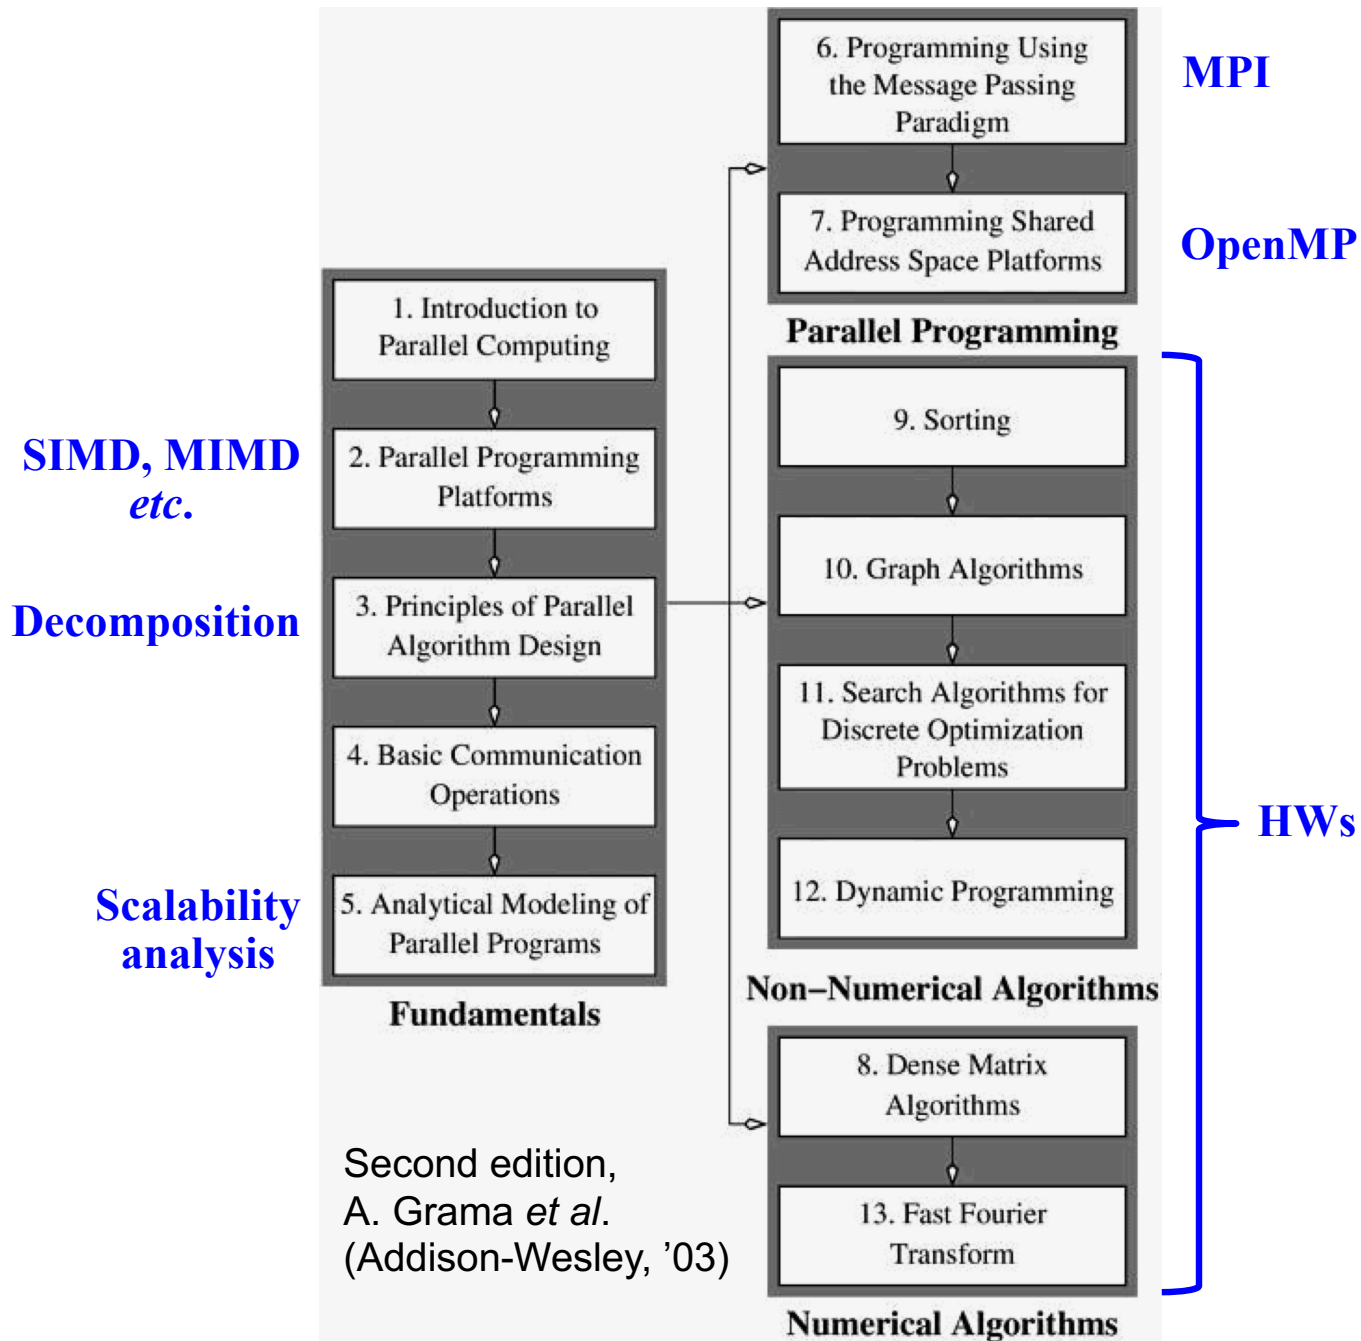 6. Programming Using
the Message Passing
Paradigm
MPI
7. Programming Shared
Address Space Platforms
OpenMP
Parallel Programming
1. Introduction to
Parallel Computing
SIMD, MIMD
etc.
2. Parallel Programming
Platforms
Decomposition
3. Principles of Parallel
Algorithm Design
4. Basic Communication
Operations
Scalability
analysis
5. Analytical Modeling of
Parallel Programs
Fundamentals
9. Sorting
10. Graph Algorithms
11. Search Algorithms for
Discrete Optimization
Problems
12. Dynamic Programming
Non–Numerical Algorithms
HWs
8. Dense Matrix
Algorithms
13. Fast Fourier
Transform
Numerical Algorithms
Second edition,
A. Grama et al.
(Addison-Wesley, ’03)